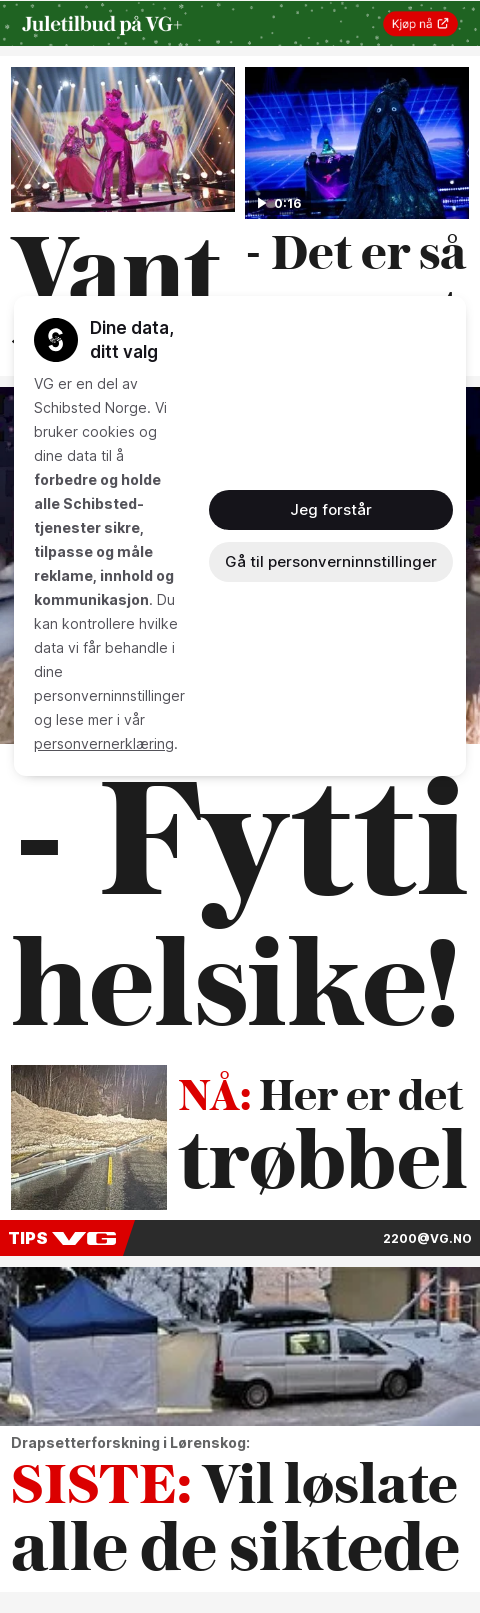 Juletilbud på VG+
Kjøp nå
0:16
Vant
- Det er så
Dine data,
ditt valg
VG er en del av
Schibsted Norge. Vi
bruker cookies og
dine data til å
forbedre og holde
alle Schibsted-
tjenester sikre,
tilpasse og måle
reklame, innhold og
kommunikasjon. Du
kan kontrollere hvilke
data vi får behandle i
dine
personverninnstillinger
og lese mer i vår
personvernerklæring.
Jeg forstår
Gå til personverninnstillinger
- Fytti
helsike!
NÅ: Her er det
trøbbel
TIPS VG
2200@VG.NO
Drapsetterforskning i Lørenskog:
SISTE: Vil løslate
alle de siktede